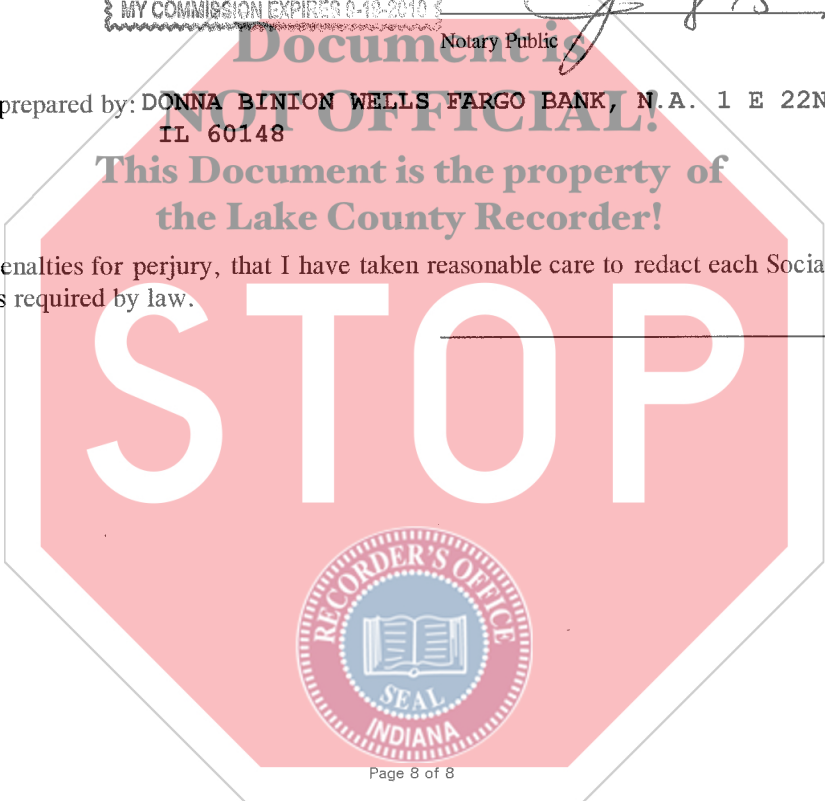 MY COMMISSION EXPIRES
Document is
Notary Public
prepared by: DONNA BINION WELLS FARGO BANK, N.A. 1 E 22N
NOT OFFICIAL!
IL 60148
This Document is the property of
the Lake County Recorder!
enalties for perjury, that I have taken reasonable care to redact each Socia
s required by law.
STOP
RECORDER'S OFFICE
SEAL
INDIANA
Page 8 of 8